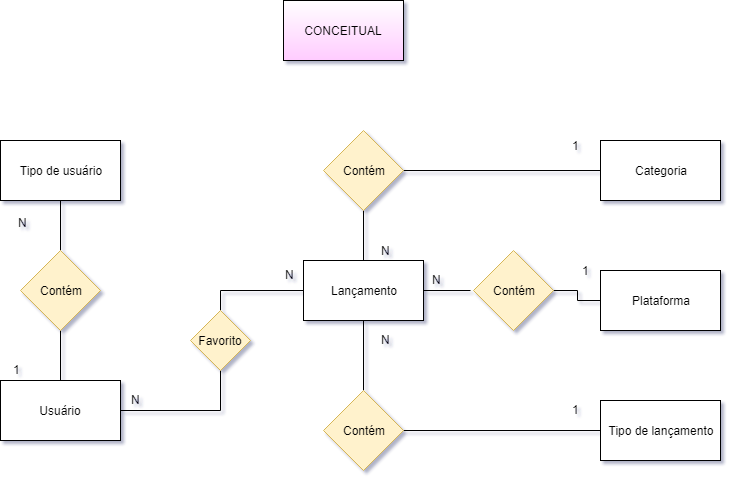 CONCEITUAL
Tipo de usuário
Contém
1
Categoria
N
Contém
N
N
N
Contém
1
Lançamento
Contém
Plataforma
Favorito
N
1
N
1
Usuário
Contém
Tipo de lançamento